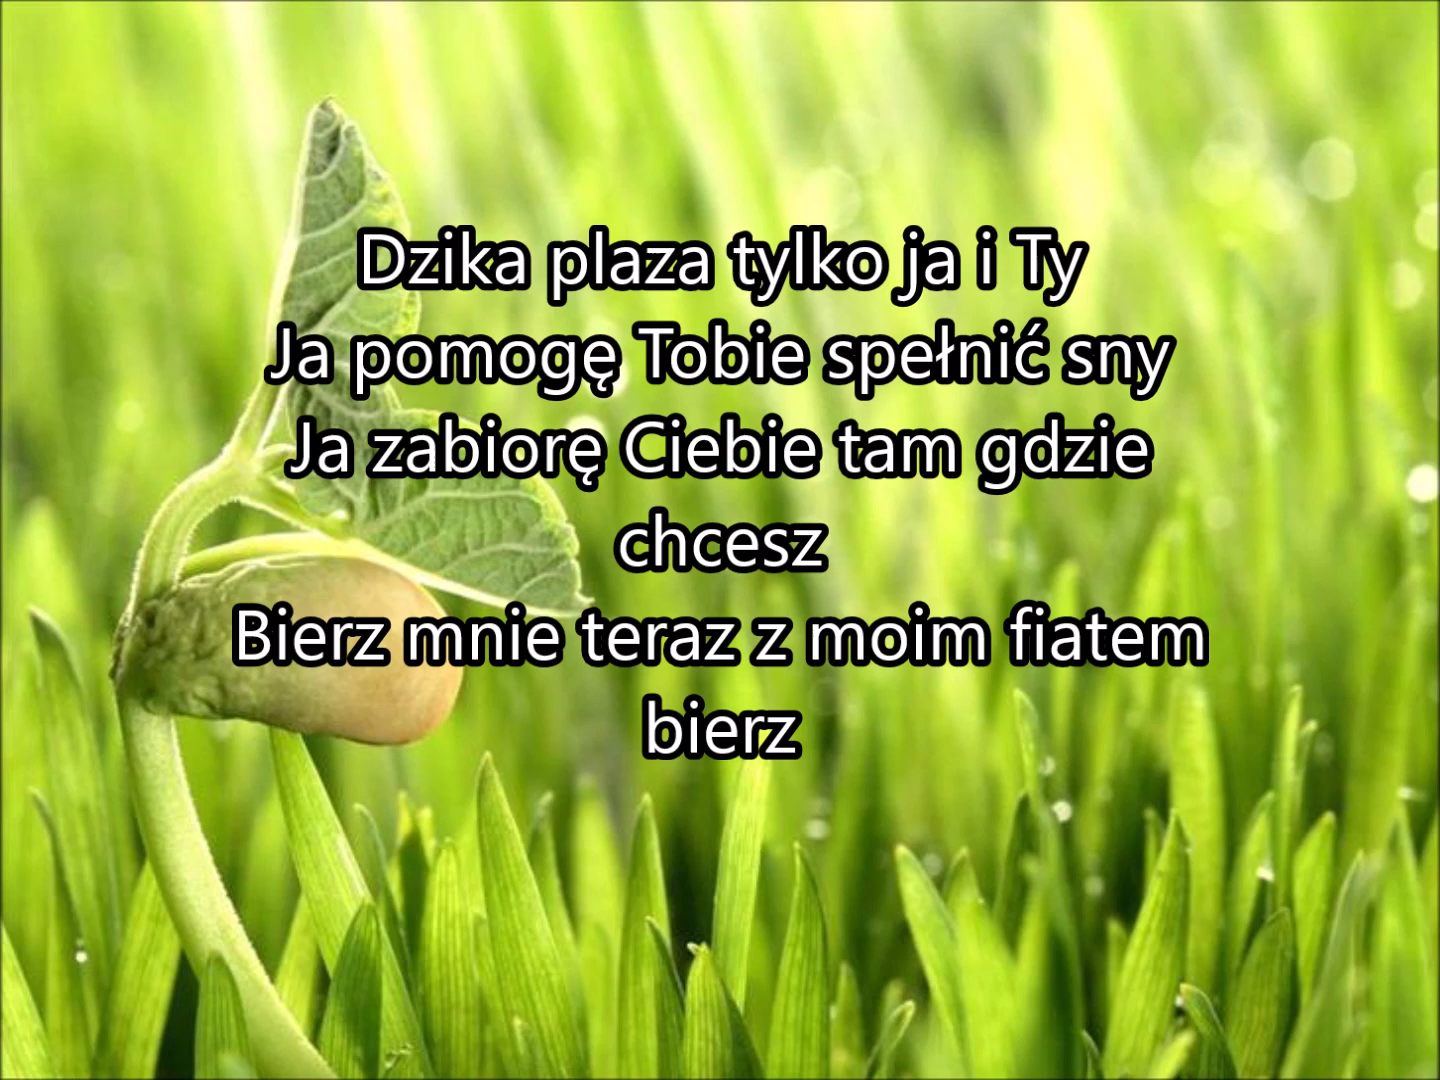 Dzika plaza tylko ja i Ty
Ja pomogę Tobie spełnić sny
Ja zabiorę Ciebie tam gdzie
chcesz
Bierz mnie teraz z moim fiatem
bierz